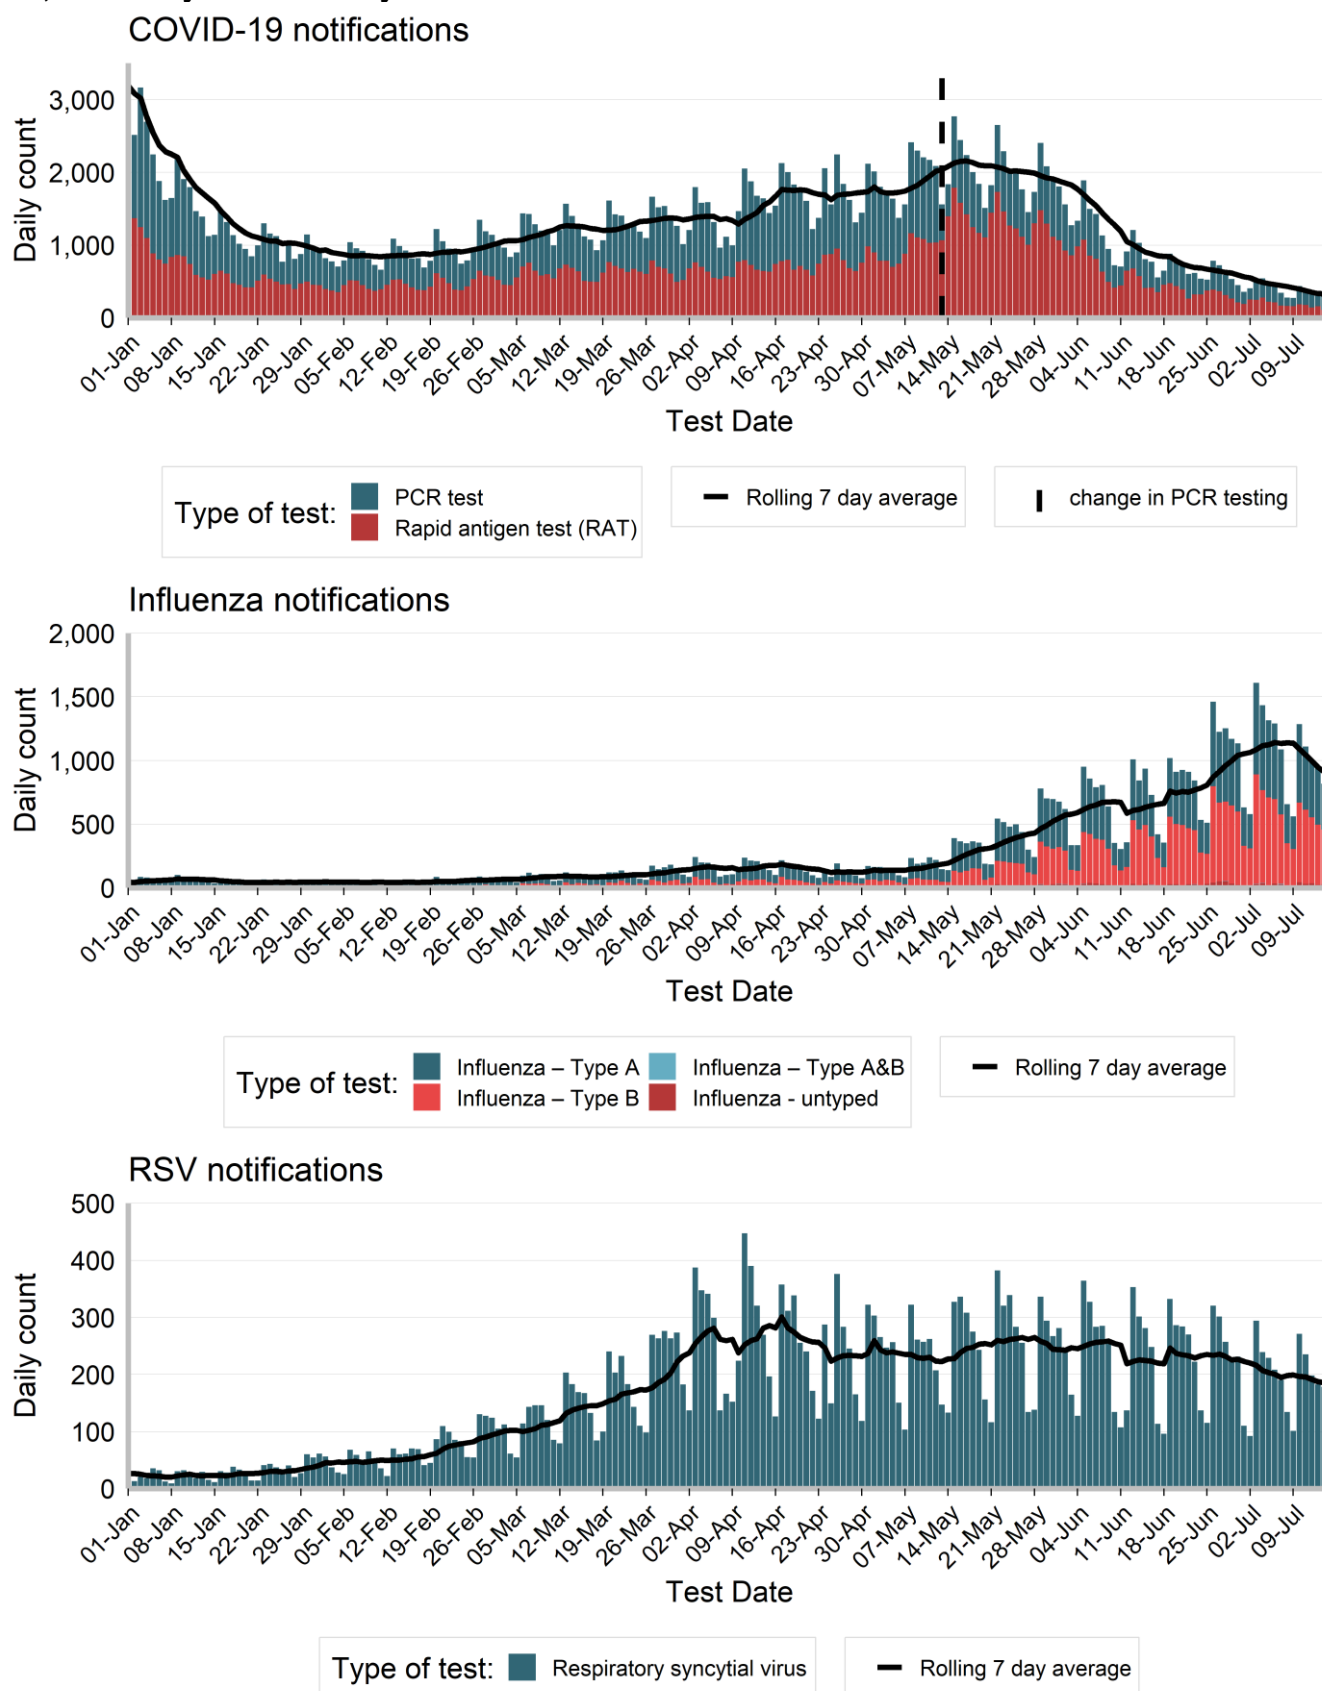 COVID-19 notifications
Daily count
3,000
2,000
1,000
0
01-Jan 08-Jan 15-Jan 22-Jan 29-Jan 05-Feb 12-Feb 19-Feb 26-Feb 05-Mar 12-Mar 19-Mar 26-Mar 02-Apr 09-Apr 16-Apr 23-Apr 30-Apr 07-May 14-May 21-May 28-May 04-Jun 11-Jun 18-Jun 25-Jun 02-Jul 09-Jul
Test Date
Type of test:
PCR test
Rapid antigen test (RAT)
Rolling 7 day average
change in PCR testing
Influenza notifications
Daily count
2,000
1,500
1,000
500
0
01-Jan 08-Jan 15-Jan 22-Jan 29-Jan 05-Feb 12-Feb 19-Feb 26-Feb 05-Mar 12-Mar 19-Mar 26-Mar 02-Apr 09-Apr 16-Apr 23-Apr 30-Apr 07-May 14-May 21-May 28-May 04-Jun 11-Jun 18-Jun 25-Jun 02-Jul 09-Jul
Test Date
Type of test:
Influenza – Type A Influenza – Type A&B
Influenza – Type B Influenza - untyped
Rolling 7 day average
RSV notifications
Daily count
500
400
300
200
100
0
01-Jan 08-Jan 15-Jan 22-Jan 29-Jan 05-Feb 12-Feb 19-Feb 26-Feb 05-Mar 12-Mar 19-Mar 26-Mar 02-Apr 09-Apr 16-Apr 23-Apr 30-Apr 07-May 14-May 21-May 28-May 04-Jun 11-Jun 18-Jun 25-Jun 02-Jul 09-Jul
Test Date
Type of test: Respiratory syncytial virus
Rolling 7 day average